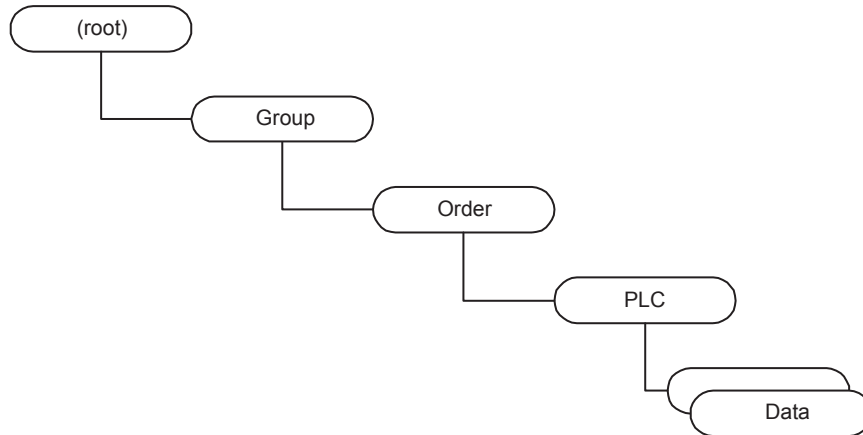 (root)
Group
Order
PLC
Data